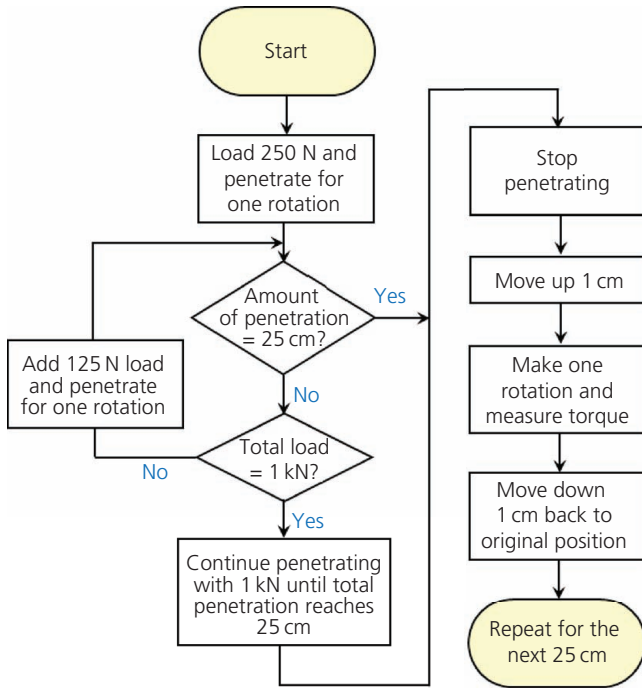 Start
Load 250 N and
penetrate for
one rotation
Amount
of penetration
= 25 cm?
Yes
No
Add 125 N load
and penetrate
for one rotation
Total load
= 1 kN?
No
Yes
Continue penetrating
with 1 kN until total
penetration reaches
25 cm
Stop
penetrating
Move up 1 cm
Make one
rotation and
measure torque
Move down
1 cm back to
original position
Repeat for the
next 25 cm